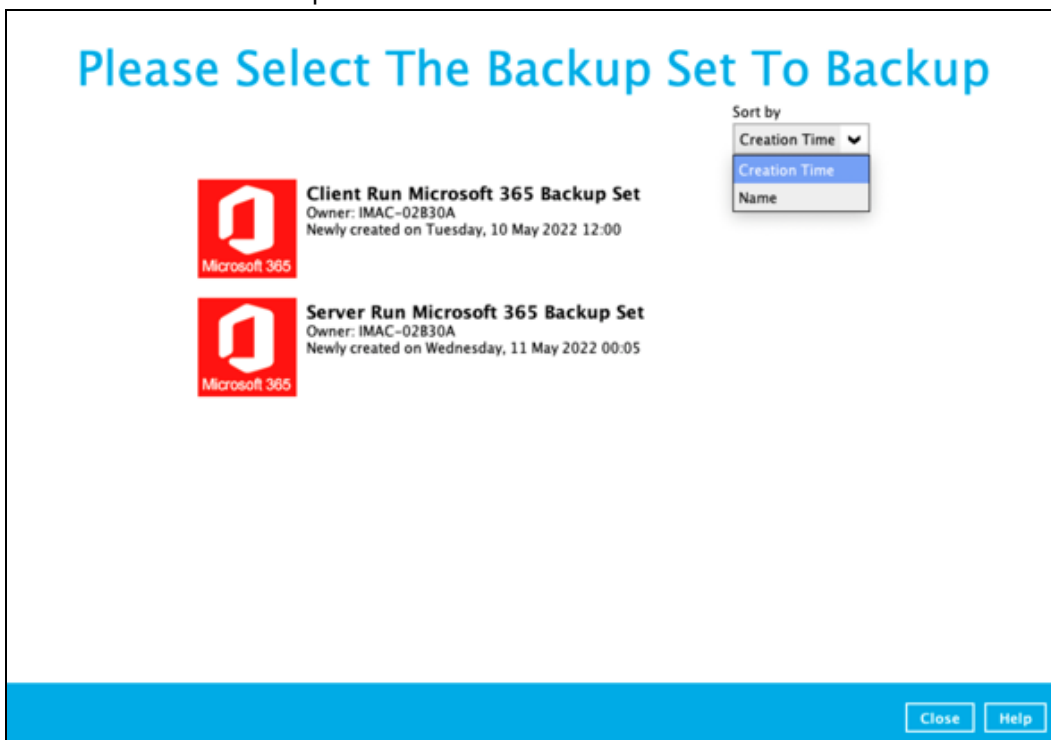 Please Select The Backup Set To Backup
Sort by
Creation Time
Creation Time
Name
Microsoft 365
Client Run Microsoft 365 Backup Set
Owner: IMAC-02B30A
Newly created on Tuesday, 10 May 2022 12:00
Microsoft 365
Server Run Microsoft 365 Backup Set
Owner: IMAC-02B30A
Newly created on Wednesday, 11 May 2022 00:05
Close Help